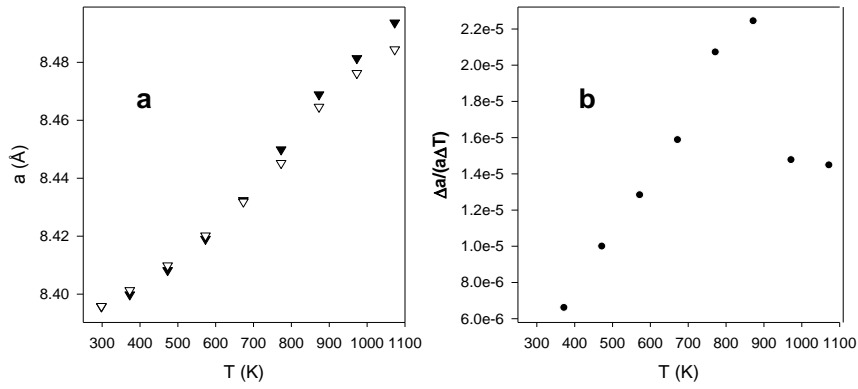 8.48
8.46
8.44
8.42
8.40
a (Å)
a
300 400 500 600 700 800 900 1000 1100
T (K)
2.2e-5
2.0e-5
1.8e-5
1.6e-5
1.4e-5
1.2e-5
1.0e-5
8.0e-6
6.0e-6
Δa/(aΔT)
b
300 400 500 600 700 800 900 1000 1100
T (K)